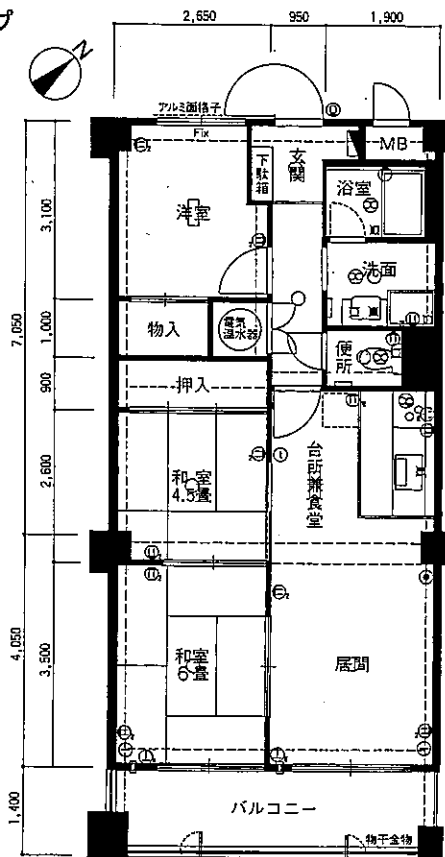 プ
2,650
950
1,900
N
アルミ面格子
Fix
MB
玄関
下駄箱
浴室
洋室
洗面
3,100
7,050
1,000
物入
電気温水器
便所
900
押入
2,600
和室
4.5畳
台所兼食堂
4,050
3,800
和室
6畳
居間
1,400
バルコニー
物干金物